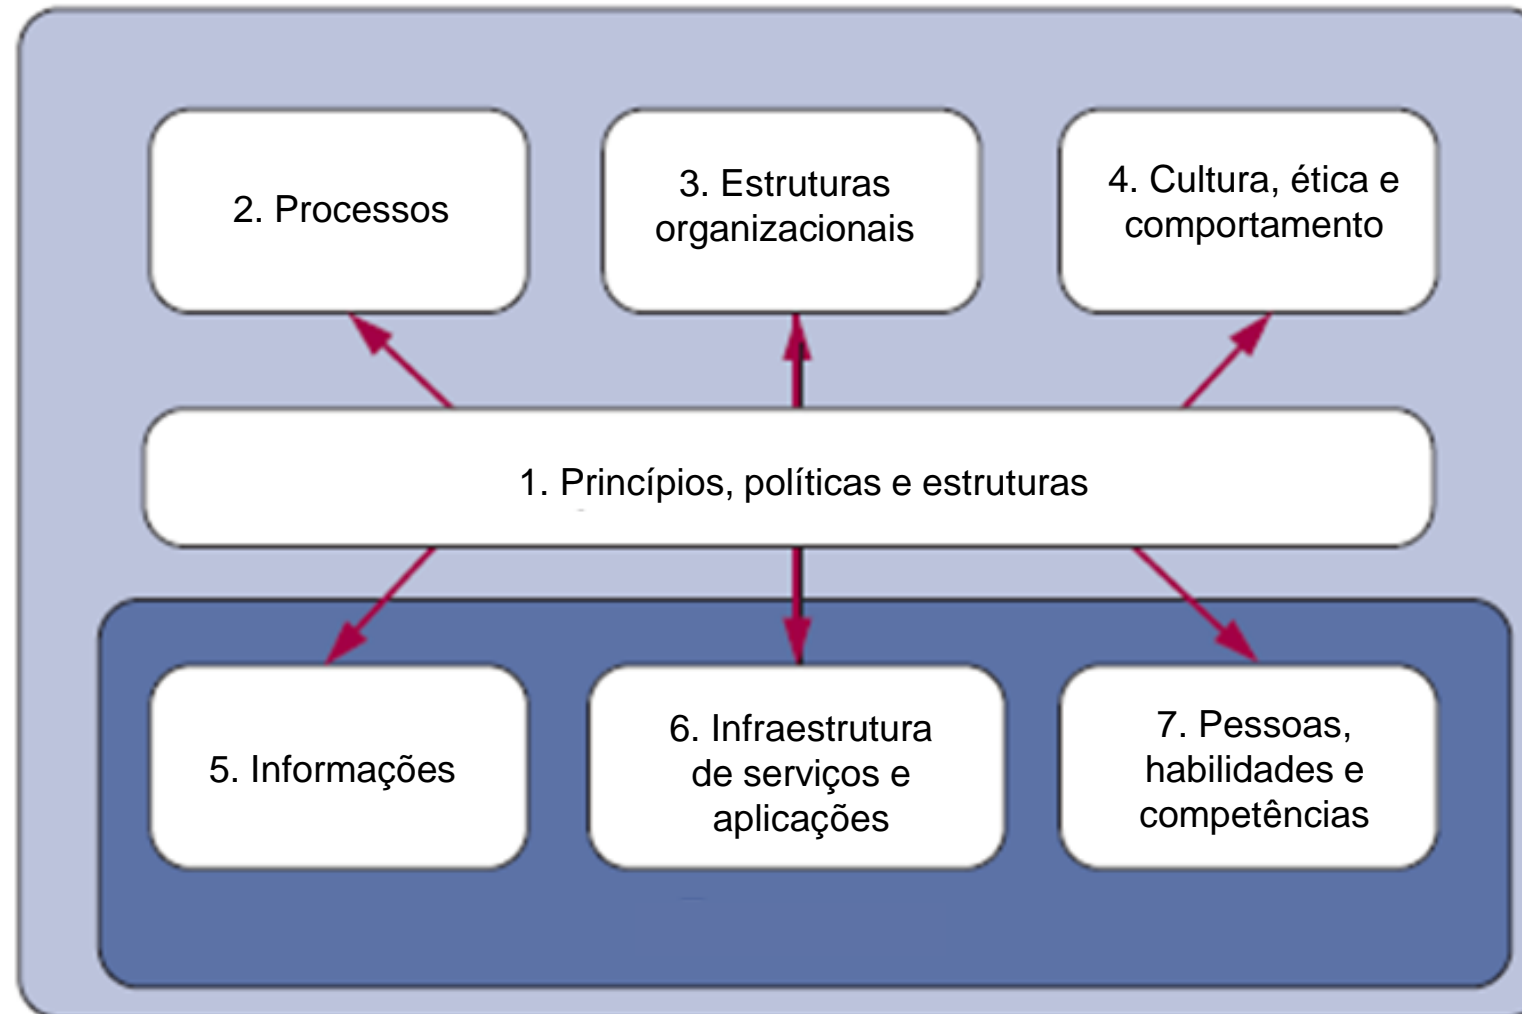 2. Processos
3. Estruturas
organizacionais
4. Cultura, ética e
comportamento
1. Princípios, políticas e estruturas
5. Informações
6. Infraestrutura
de serviços e
aplicações
7. Pessoas,
habilidades e
competências